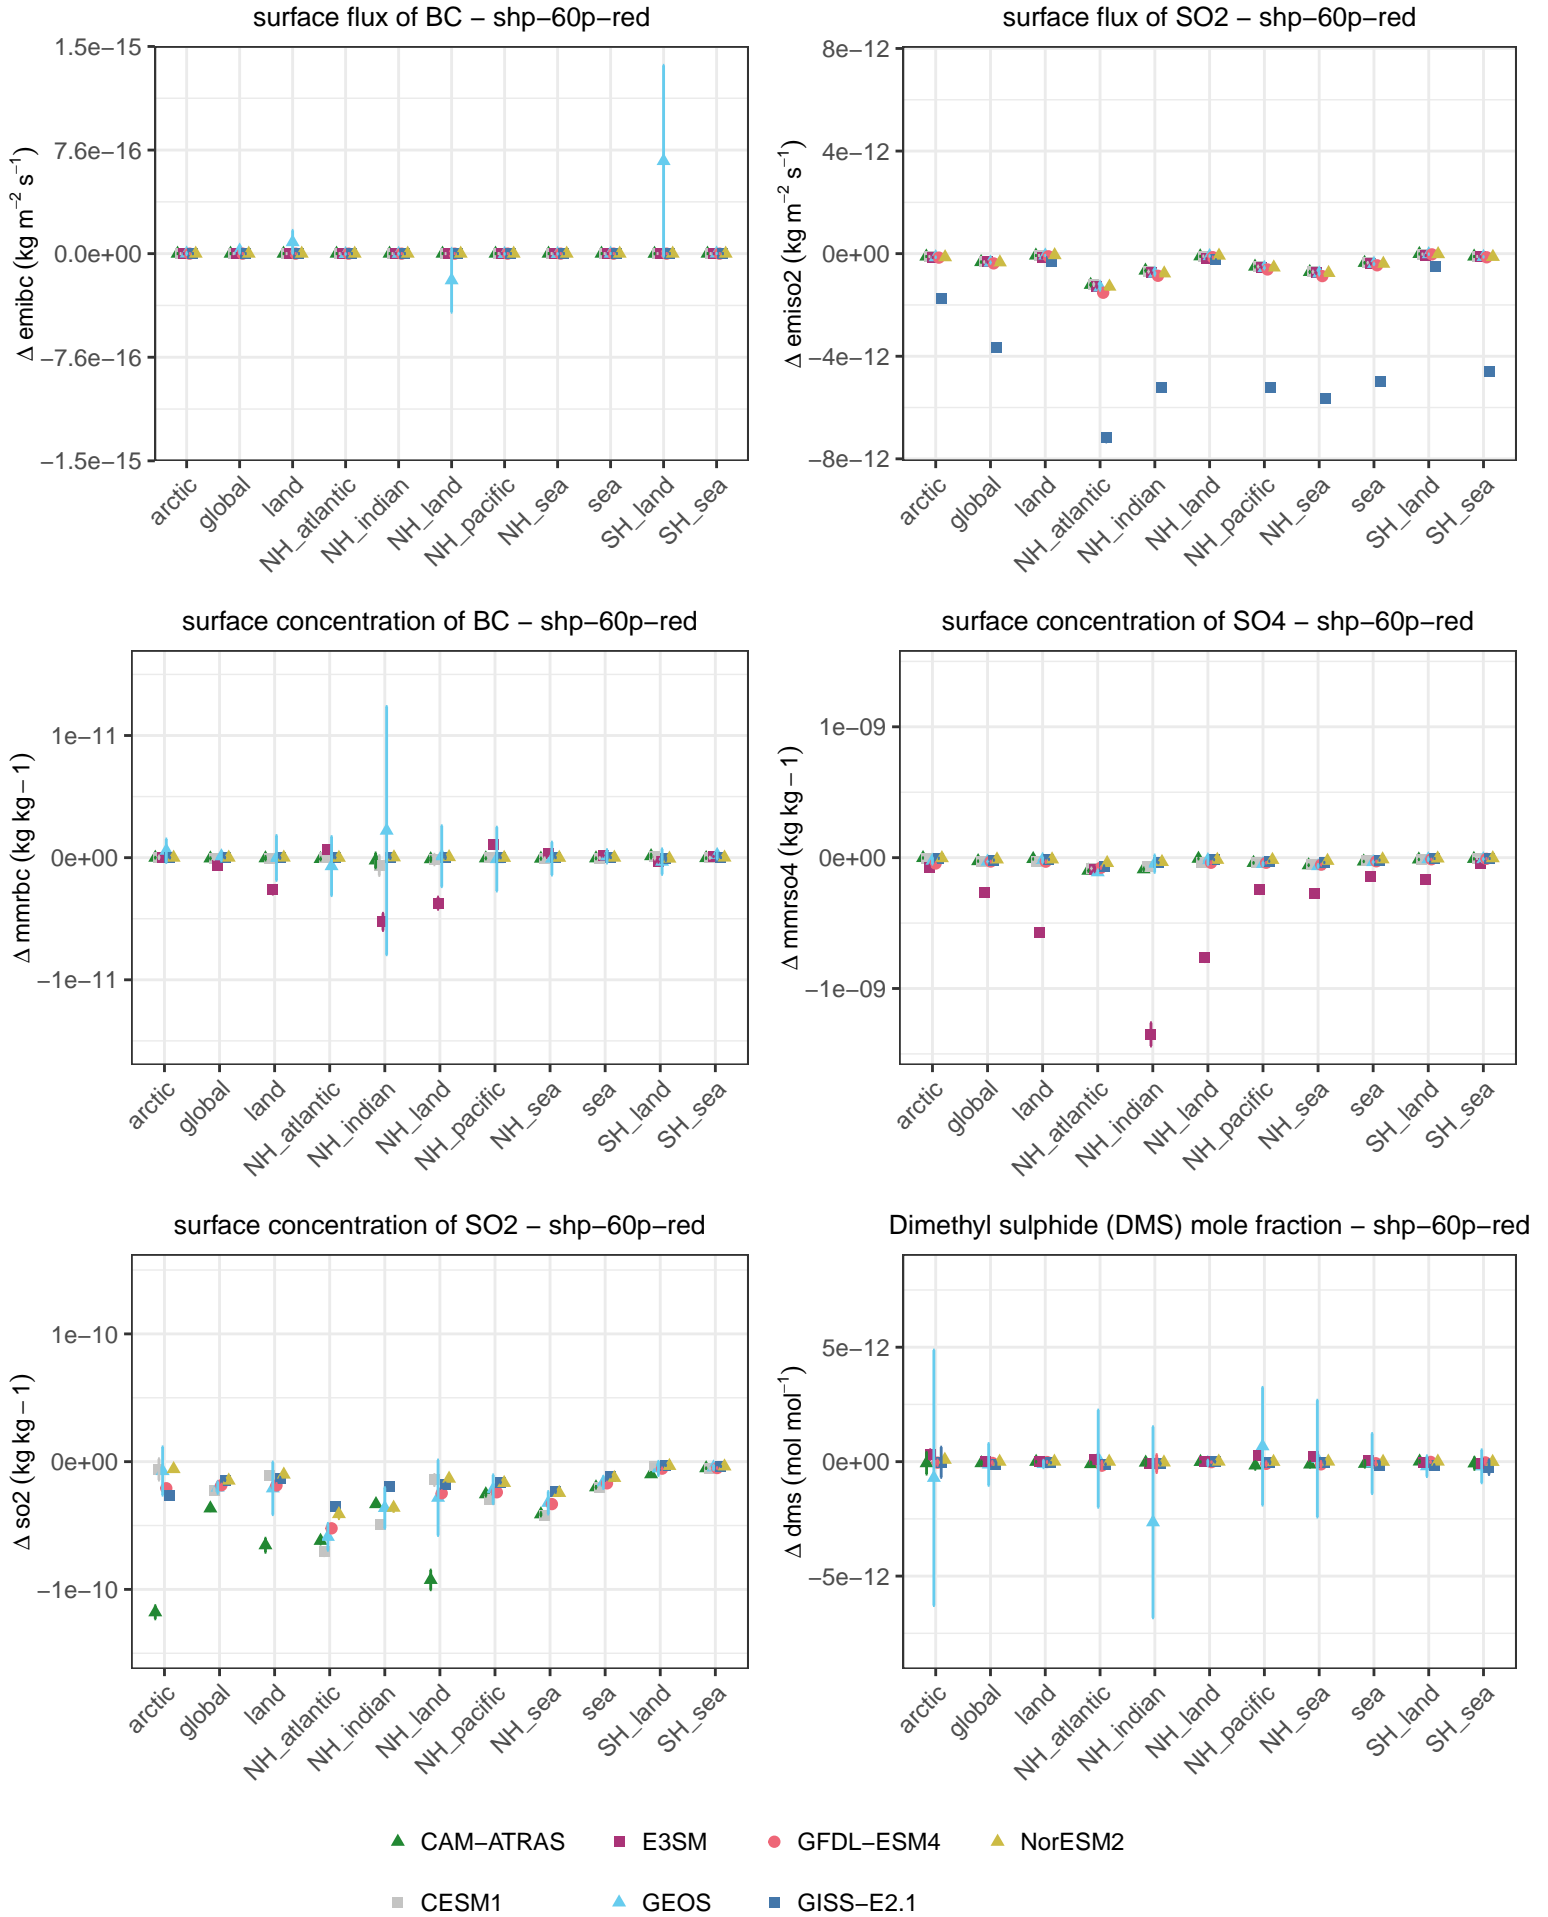 surface flux of BC − shp−60p−red
1.5e−15
7.6e−16
0.0e+00
−7.6e−16
−1.5e−15
Δ emibc (kg m−2 s−1)
arctic
global
land
NH_atlantic
NH_indian
NH_land
NH_pacific
NH_sea
sea
SH_land
SH_sea
surface flux of SO2 − shp−60p−red
8e−12
4e−12
0e+00
−4e−12
−8e−12
Δ emiso2 (kg m−2 s−1)
arctic
global
land
NH_atlantic
NH_indian
NH_land
NH_pacific
NH_sea
sea
SH_land
SH_sea
surface concentration of BC − shp−60p−red
1e−11
0e+00
−1e−11
Δ mmrbc (kg kg−1)
arctic
global
land
NH_atlantic
NH_indian
NH_land
NH_pacific
NH_sea
sea
SH_land
SH_sea
surface concentration of SO4 − shp−60p−red
1e−09
0e+00
−1e−09
Δ mmrso4 (kg kg−1)
arctic
global
land
NH_atlantic
NH_indian
NH_land
NH_pacific
NH_sea
sea
SH_land
SH_sea
surface concentration of SO2 − shp−60p−red
1e−10
0e+00
−1e−10
Δ so2 (kg kg−1)
arctic
global
land
NH_atlantic
NH_indian
NH_land
NH_pacific
NH_sea
sea
SH_land
SH_sea
Dimethyl sulphide (DMS) mole fraction − shp−60p−red
5e−12
0e+00
−5e−12
Δ dms (mol mol−1)
arctic
global
land
NH_atlantic
NH_indian
NH_land
NH_pacific
NH_sea
sea
SH_land
SH_sea
CAM−ATRAS E3SM GFDL−ESM4 NorESM2
CESM1 GEOS GISS−E2.1